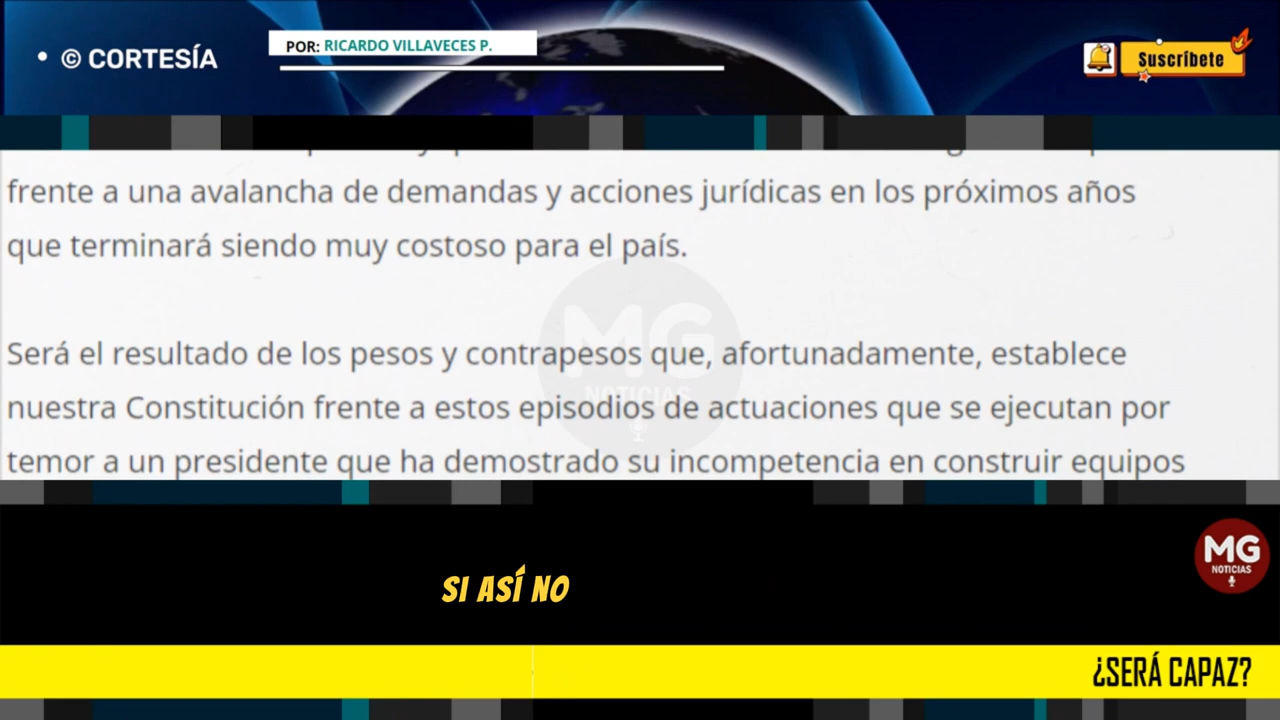 • © CORTESÍA
POR: RICARDO VILLAVECES P.
Suscríbete
frente a una avalancha de demandas y acciones jurídicas en los próximos años
que terminará siendo muy costoso para el país.
MG
NOTICIAS
Será el resultado de los pesos y contrapesos que, afortunadamente, establece
nuestra Constitución frente a estos episodios de actuaciones que se ejecutan por
temor a un presidente que ha demostrado su incompetencia en construir equipos
MG
NOTICIAS
SI ASÍ NO
¿SERÁ CAPAZ?